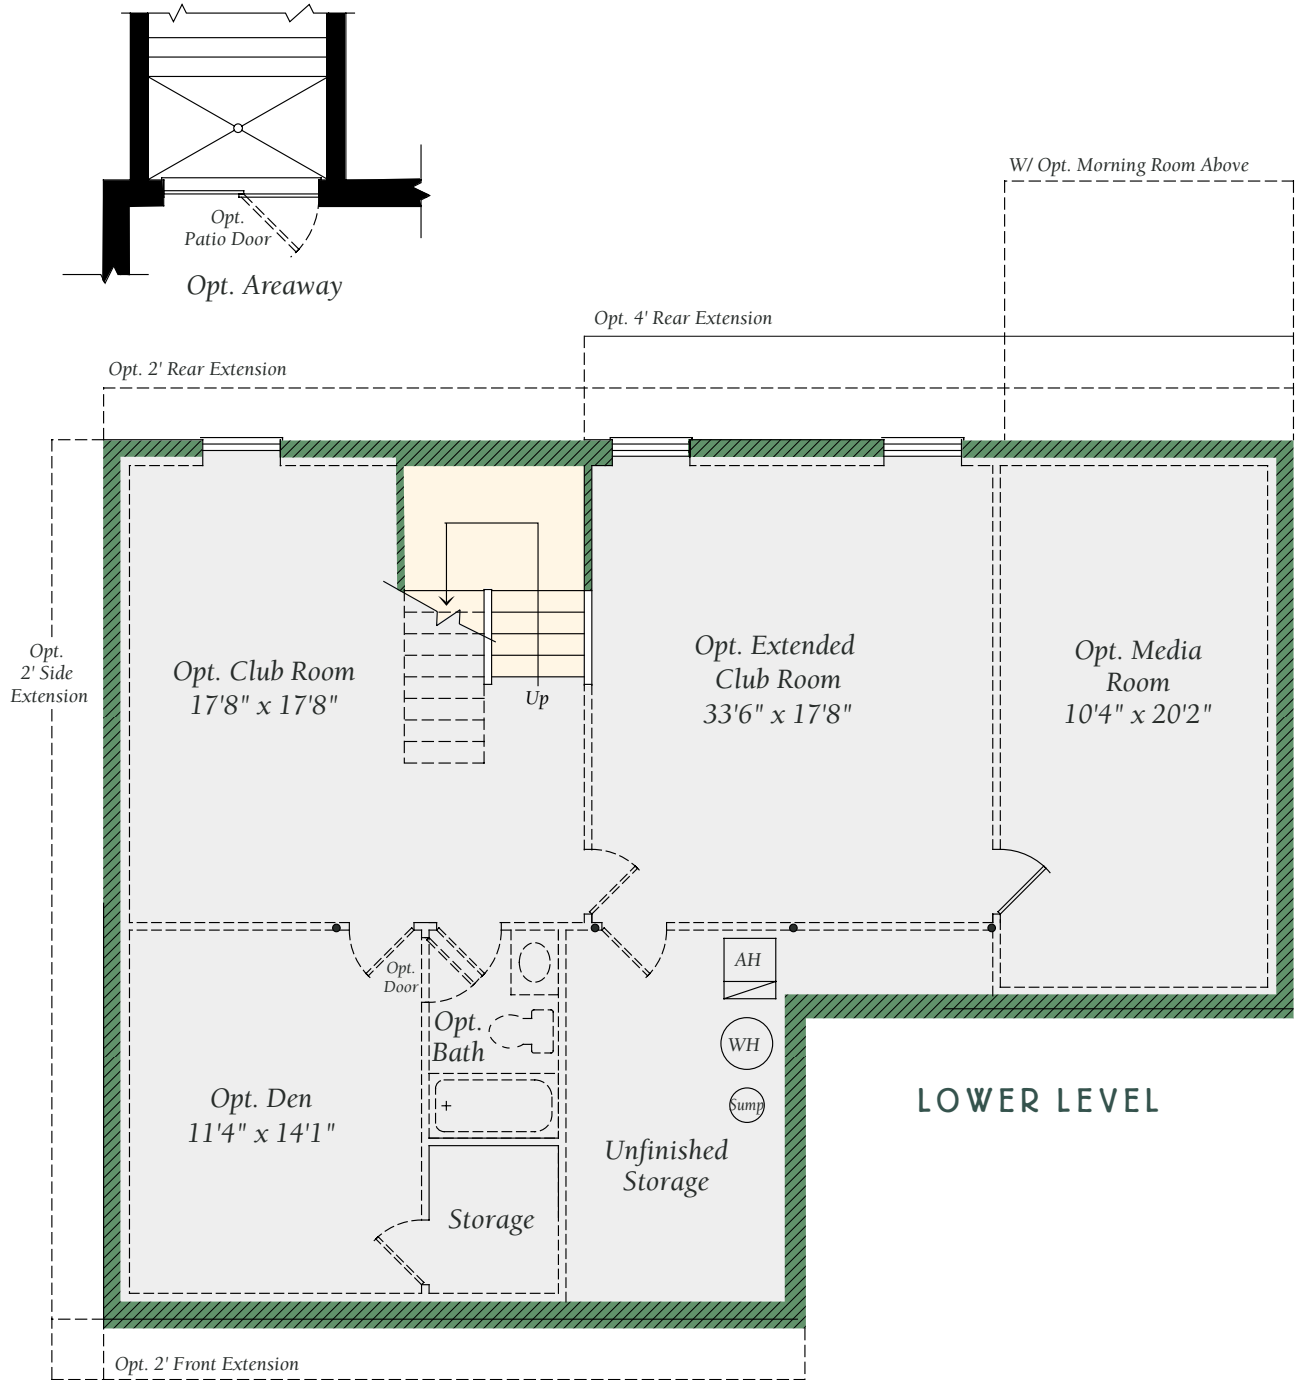 Opt.
Patio Door
Opt. Areaway
W/ Opt. Morning Room Above
Opt. 4' Rear Extension
Opt. 2' Rear Extension
Opt.
2' Side
Extension
Opt. Club Room
17'8" x 17'8"
Up
Opt. Extended
Club Room
33'6" x 17'8"
Opt. Media
Room
10'4" x 20'2"
Opt.
Door
Opt.
Bath
AH
WH
Sump
Opt. Den
11'4" x 14'1"
Unfinished
Storage
Storage
LOWER LEVEL
Opt. 2' Front Extension